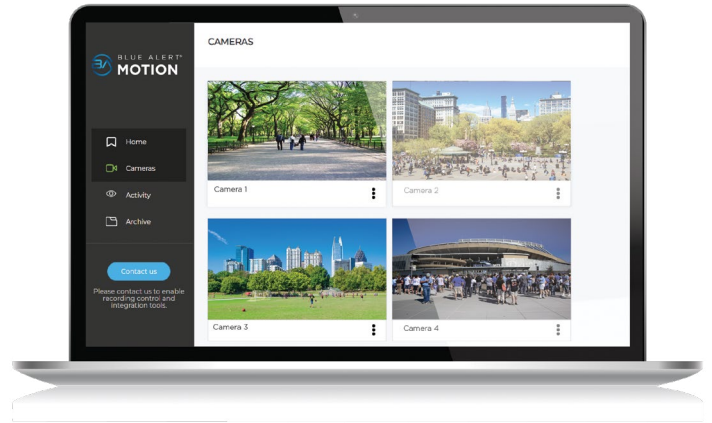 BLUE ALERT®
MOTION
Home
Cameras
Activity
Archive
Contact us
Please contact us to enable
recording control and
integration tools.
CAMERAS
Camera 1
Camera 2
Camera 3
Camera 4